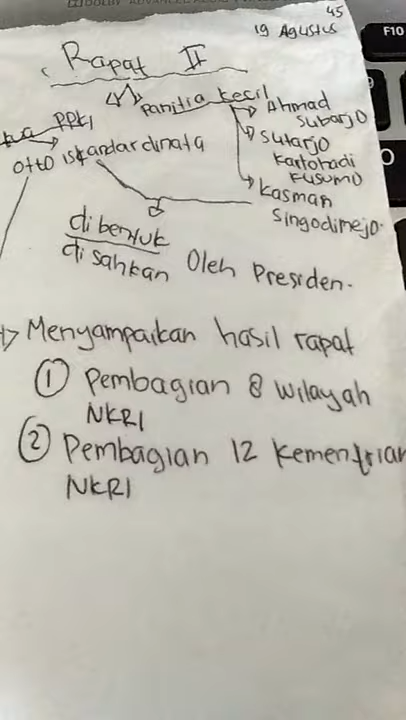 45
19 Agustus
F10
Rapat II
Panitia Kecil
Ahmad
Subarjo
PPKI
Sutarjo
Kartohadi
Kusumo
Otto iskandardinata
Kasman
Singodimejo.
dibentuk
disahkan Oleh Presiden.
Menyampaikan hasil rapat
① Pembagian 8 wilayah
NKRI
② Pembagian 12 Kementrian
NKRI